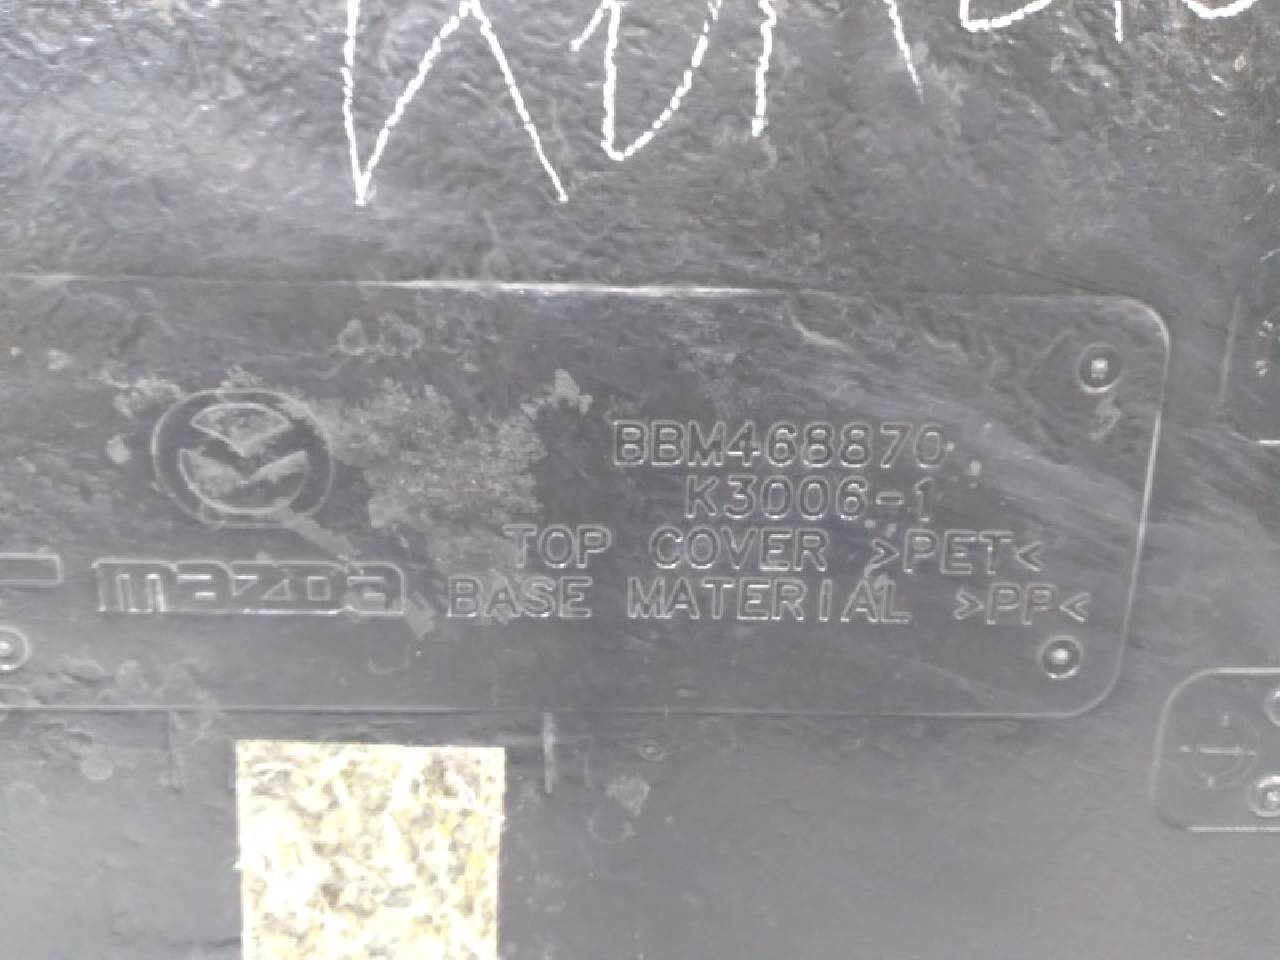 BBM468870
K3006-1
TOP COVER >PET<
mazda
BASE MATERIAL >PP<